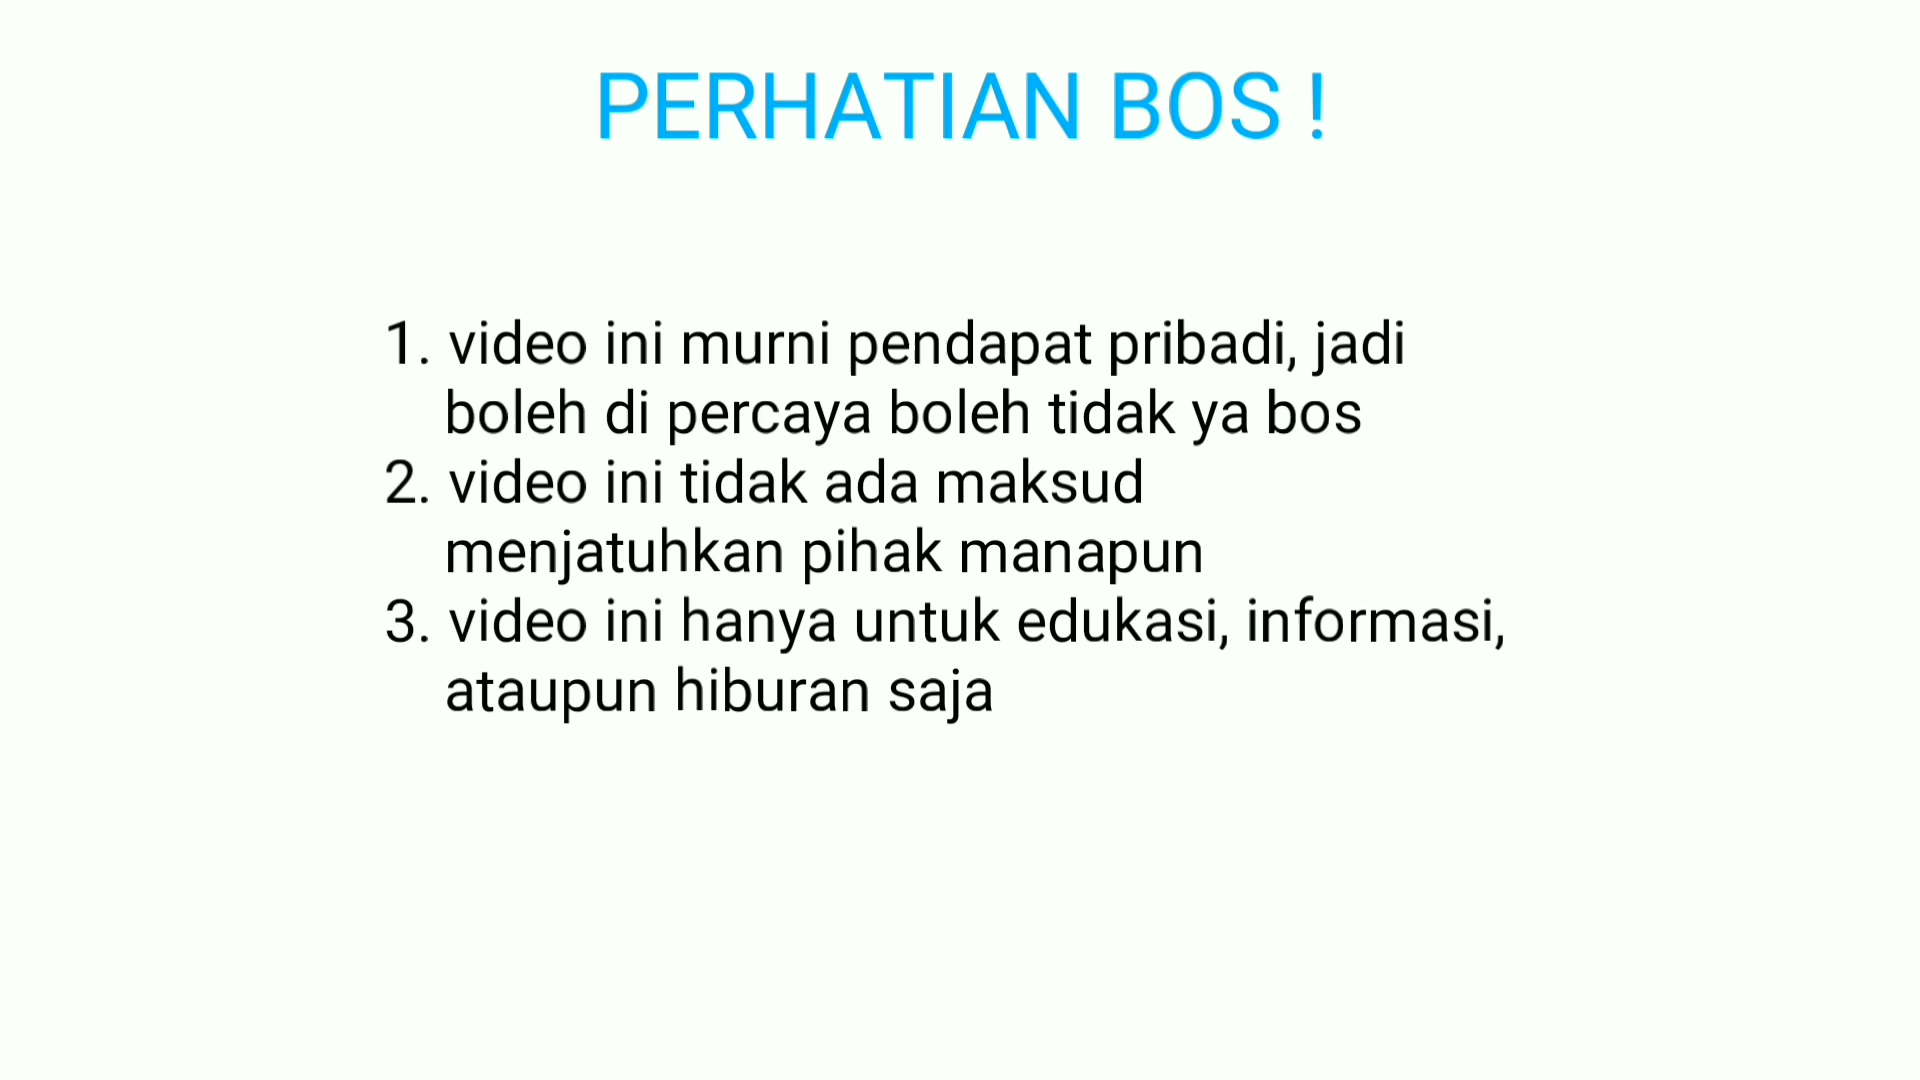 PERHATIAN BOS !
1. video ini murni pendapat pribadi, jadi
boleh di percaya boleh tidak ya bos
2. video ini tidak ada maksud
menjatuhkan pihak manapun
3. video ini hanya untuk edukasi, informasi,
ataupun hiburan saja